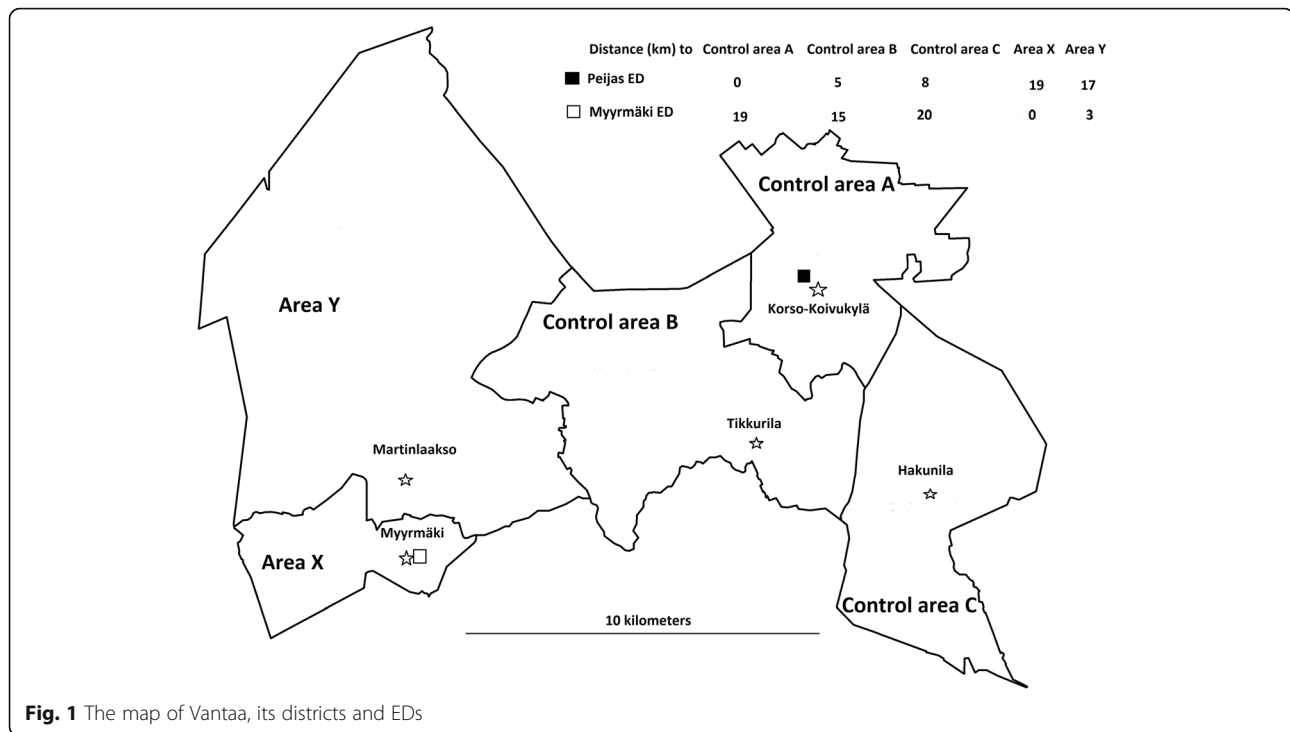 Distance (km) to Control area A Control area B Control area C Area X Area Y
Peijas ED 0 5 8 19 17
Myyrmäki ED 19 15 20 0 3
Control area A
Korso-Koivukylä
Area Y
Control area B
Tikkurila
Martinlaakso
Hakunila
Myyrmäki
Area X
Control area C
10 kilometers
Fig. 1 The map of Vantaa, its districts and EDs